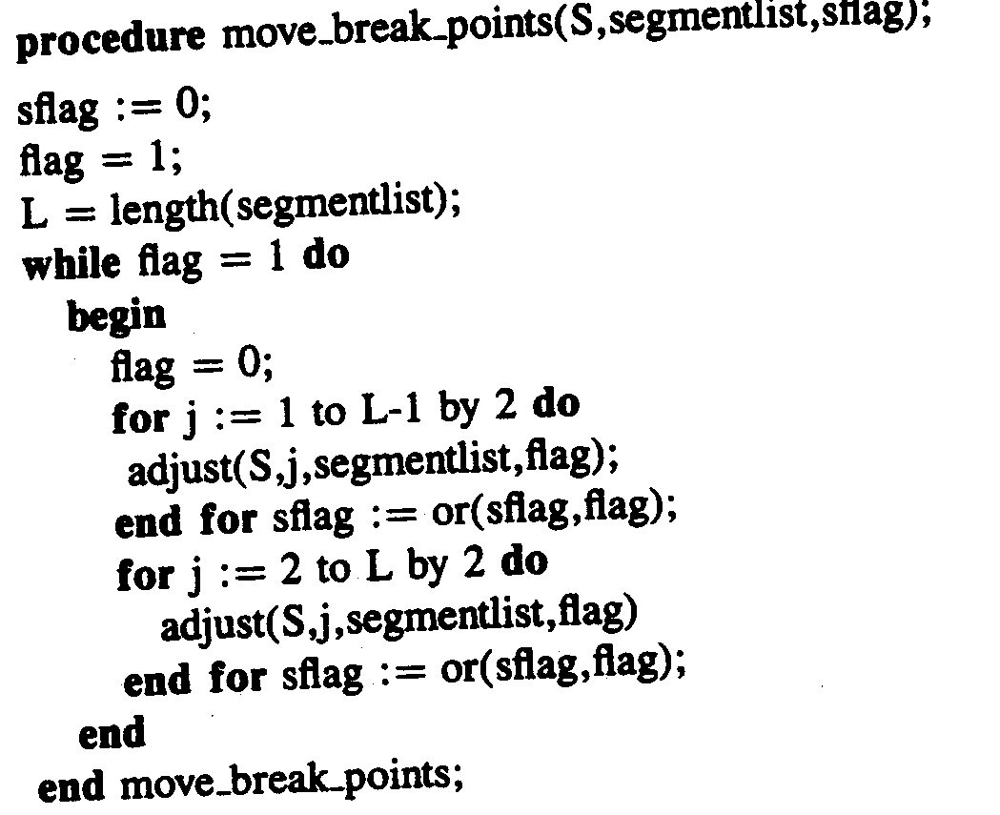 procedure move_break_points(S,segmentlist,sflag);
sflag := 0;
flag = 1;
L = length(segmentlist);
while flag = 1 do
begin
flag = 0;
for j := 1 to L-1 by 2 do
adjust(S,j,segmentlist,flag);
end for sflag := or(sflag,flag);
for j := 2 to L by 2 do
adjust(S,j,segmentlist,flag)
end for sflag := or(sflag,flag);
end
end move_break_points;